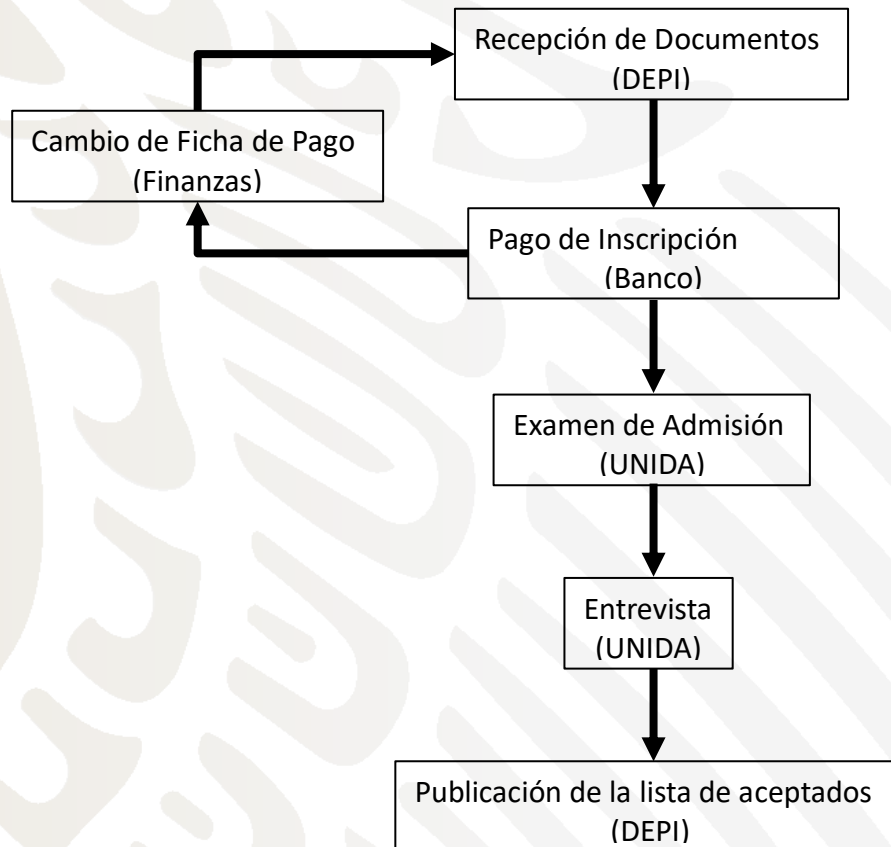 Recepción de Documentos
(DEPI)
Cambio de Ficha de Pago
(Finanzas)
Pago de Inscripción
(Banco)
Examen de Admisión
(UNIDA)
Entrevista
(UNIDA)
Publicación de la lista de aceptados
(DEPI)